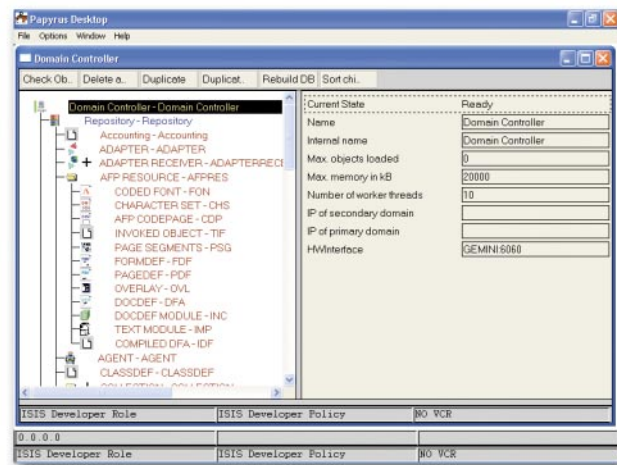 Papyrus Desktop
File Options Window Help
Domain Controller
Check Ob.. Delete a.. Duplicate Duplicat.. Rebuild DB Sort chi..
Domain Controller - Domain Controller
Repository - Repository
Accounting - Accounting
ADAPTER - ADAPTER
ADAPTER RECEIVER - ADAPTERRECE
AFP RESOURCE - AFPRES
CODED FONT - FON
CHARACTER SET - CHS
AFP CODEPAGE - CDP
INVOKED OBJECT - TIF
PAGE SEGMENTS - PSG
FORMDEF - FDF
PAGEDEF - PDF
OVERLAY - OVL
DOCDEF - DFA
DOCDEF MODULE - INC
TEXT MODULE - IMP
COMPILED DFA - IDF
AGENT - AGENT
CLASSDEF - CLASSDEF
COLLECTION - COLLECTION
Current State Ready
Name Domain Controller
Internal name Domain Controller
Max. objects loaded 0
Max. memory in kB 20000
Number of worker threads 10
IP of secondary domain
IP of primary domain
HWInterface GEMINI:6060
ISIS Developer Role ISIS Developer Policy NO VCR
0.0.0.0
ISIS Developer Role ISIS Developer Policy NO VCR